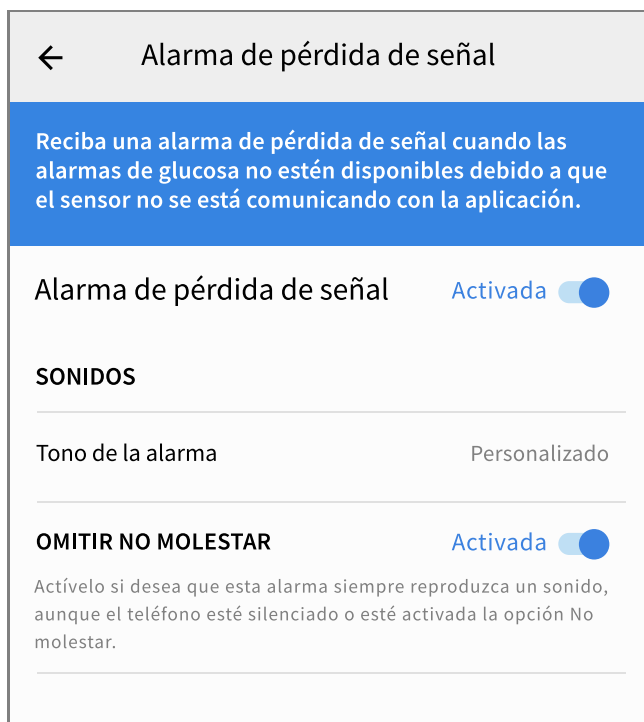 Alarma de pérdida de señal
Reciba una alarma de pérdida de señal cuando las
alarmas de glucosa no estén disponibles debido a que
el sensor no se está comunicando con la aplicación.
Alarma de pérdida de señal Activada
SONIDOS
Tono de la alarma Personalizado
OMITIR NO MOLESTAR Activada
Actívelo si desea que esta alarma siempre reproduzca un sonido,
aunque el teléfono esté silenciado o esté activada la opción No
molestar.